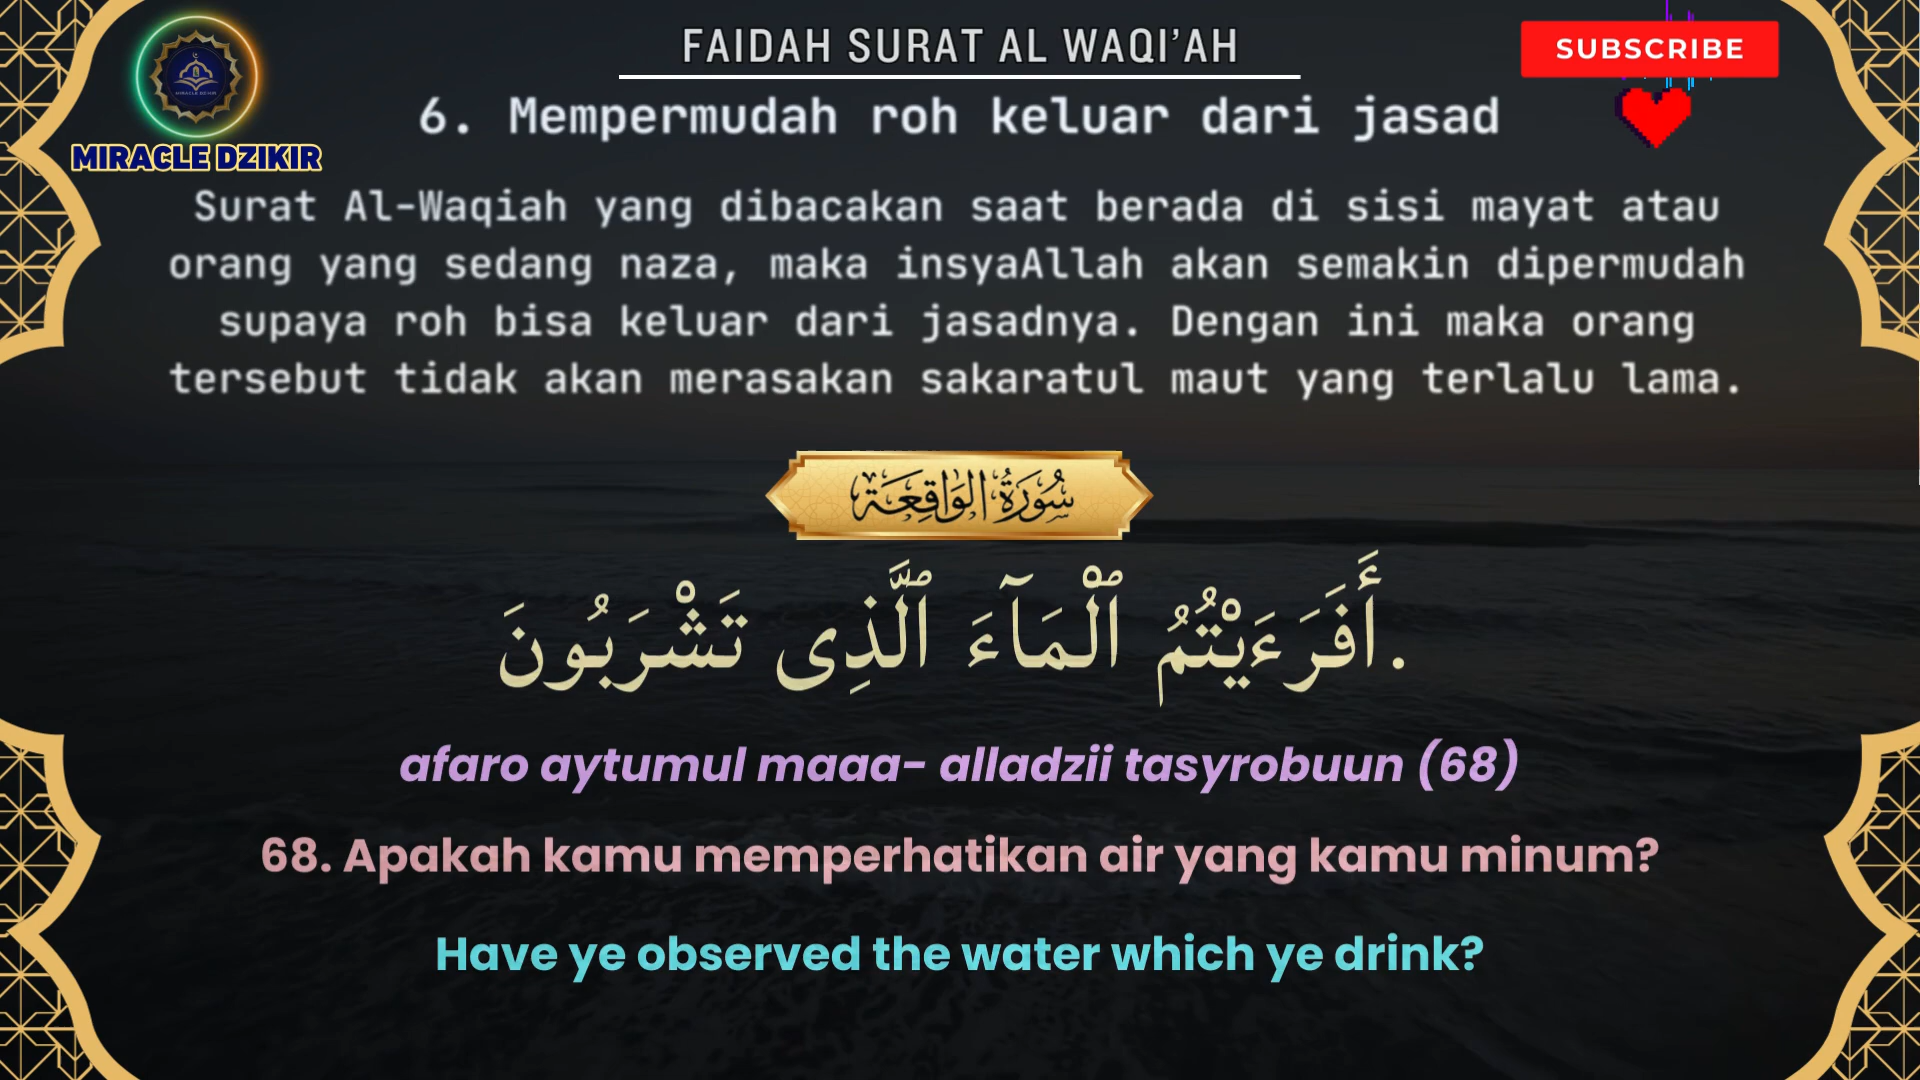 FAIDAH SURAT AL WAQI'AH
SUBSCRIBE
MIRACLE DZIKIR
6. Mempermudah roh keluar dari jasad
Surat Al-Waqiah yang dibacakan saat berada di sisi mayat atau
orang yang sedang naza, maka insyaAllah akan semakin dipermudah
supaya roh bisa keluar dari jasadnya. Dengan ini maka orang
tersebut tidak akan merasakan sakaratul maut yang terlalu lama.
سُورَةُ الوَاقِعَة
.أَفَرَءَيْتُمُ ٱلْمَآءَ ٱلَّذِى تَشْرَبُونَ
afaro aytumul maaa- alladzii tasyrobuun (68)
68. Apakah kamu memperhatikan air yang kamu minum?
Have ye observed the water which ye drink?